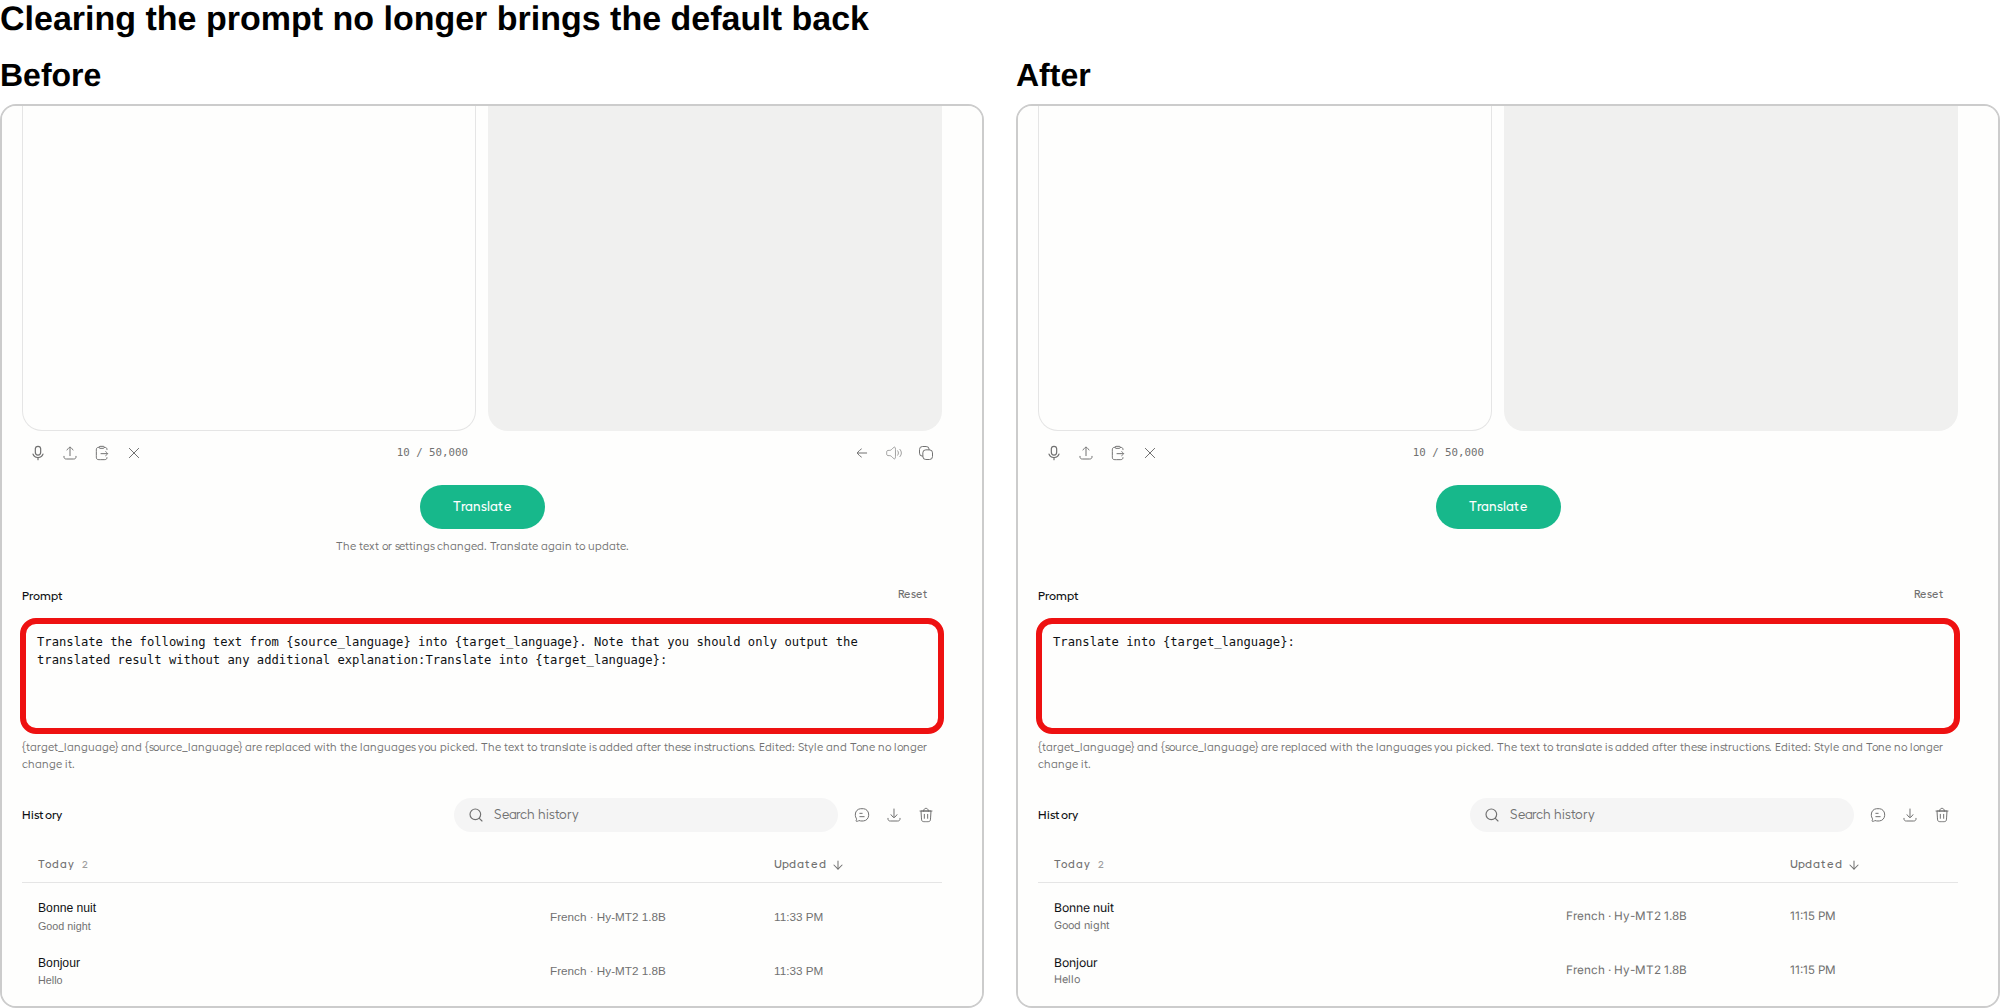 Clearing the prompt no longer brings the default back
Before
10 / 50,000
Translate
The text or settings changed. Translate again to update.
Prompt
Reset
Translate the following text from {source_language} into {target_language}. Note that you should only output the
translated result without any additional explanation:Translate into {target_language}:
{target_language} and {source_language} are replaced with the languages you picked. The text to translate is added after these instructions. Edited: Style and Tone no longer
change it.
History
Search history
Today 2
Updated
Bonne nuit
Good night
French · Hy-MT2 1.8B
11:33 PM
Bonjour
Hello
French · Hy-MT2 1.8B
11:33 PM
After
10 / 50,000
Translate
Prompt
Reset
Translate into {target_language}:
{target_language} and {source_language} are replaced with the languages you picked. The text to translate is added after these instructions. Edited: Style and Tone no longer
change it.
History
Search history
Today 2
Updated
Bonne nuit
Good night
French · Hy-MT2 1.8B
11:15 PM
Bonjour
Hello
French · Hy-MT2 1.8B
11:15 PM